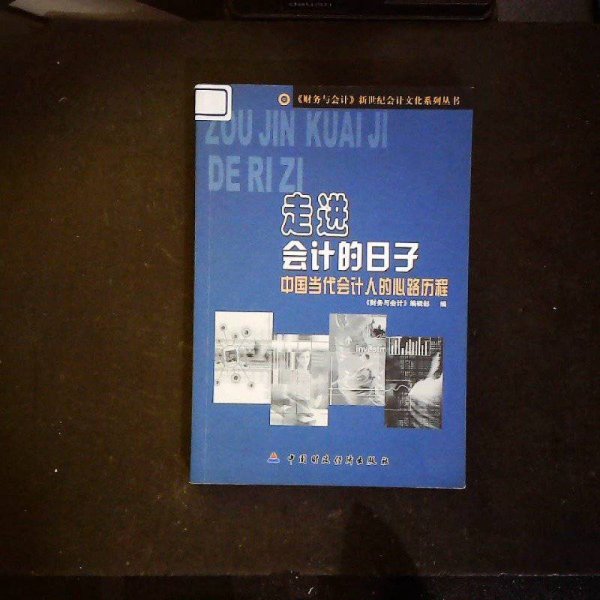 《财务与会计》新世纪会计文化系列丛书
ZOU JIN KUAI JI
DE RI ZI
走进
会计的日子
中国当代会计人的心路历程
《财务与会计》编辑部 编
investm
中国财政经济出版社